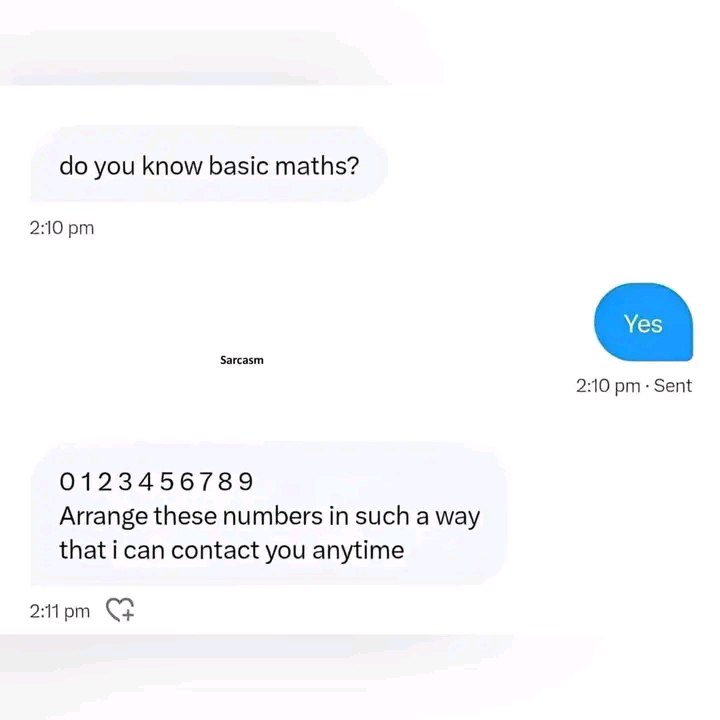 do you know basic maths?
2:10 pm
Yes
Sarcasm
2:10 pm · Sent
0 1 2 3 4 5 6 7 8 9
Arrange these numbers in such a way
that i can contact you anytime
2:11 pm